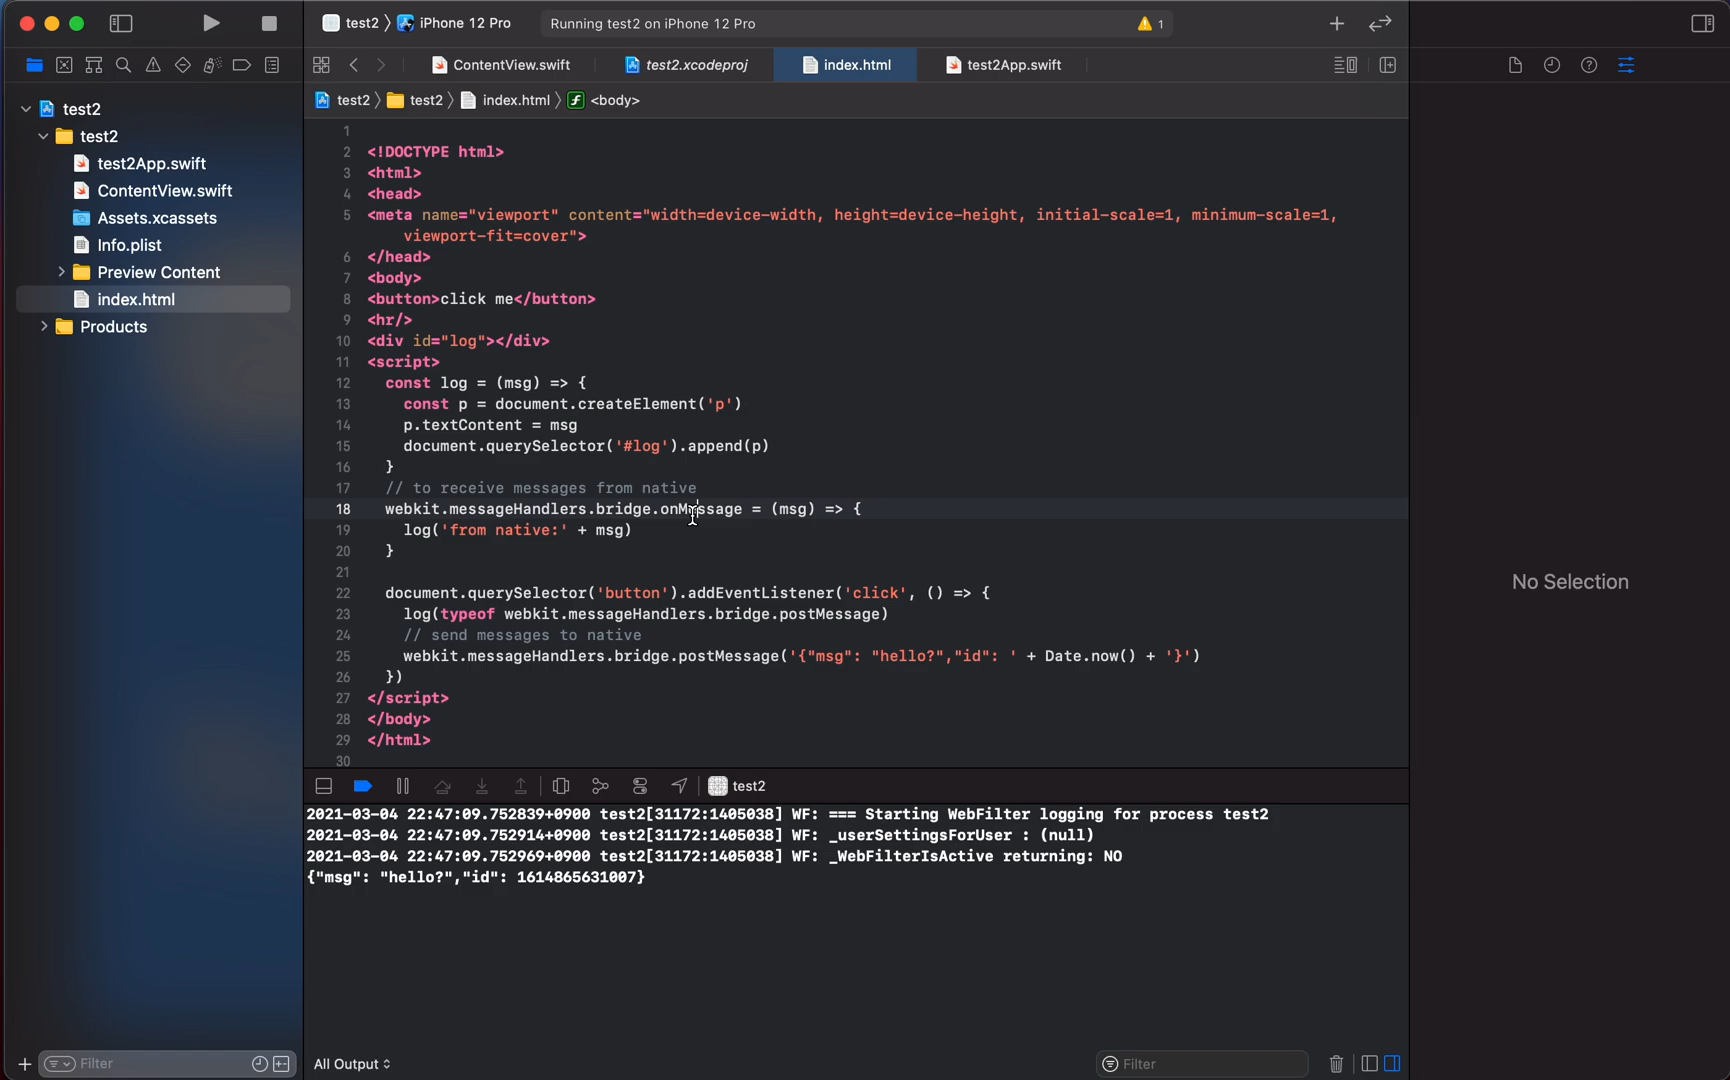 test2 〉 iPhone 12 Pro
Running test2 on iPhone 12 Pro
1
ContentView.swift
test2.xcodeproj
index.html
test2App.swift
test2 〉 test2 〉 index.html 〉 <body>
test2
test2
test2App.swift
ContentView.swift
Assets.xcassets
Info.plist
Preview Content
index.html
Products
1
2 <!DOCTYPE html>
3 <html>
4 <head>
5 <meta name="viewport" content="width=device-width, height=device-height, initial-scale=1, minimum-scale=1,
viewport-fit=cover">
6 </head>
7 <body>
8 <button>click me</button>
9 <hr/>
10 <div id="log"></div>
11 <script>
12 const log = (msg) => {
13 const p = document.createElement('p')
14 p.textContent = msg
15 document.querySelector('#log').append(p)
16 }
17 // to receive messages from native
18 webkit.messageHandlers.bridge.onMessage = (msg) => {
19 log('from native:' + msg)
20 }
21
22 document.querySelector('button').addEventListener('click', () => {
23 log(typeof webkit.messageHandlers.bridge.postMessage)
24 // send messages to native
25 webkit.messageHandlers.bridge.postMessage('{"msg": "hello?","id": ' + Date.now() + '}')
26 })
27 </script>
28 </body>
29 </html>
30
No Selection
test2
2021-03-04 22:47:09.752839+0900 test2[31172:1405038] WF: === Starting WebFilter logging for process test2
2021-03-04 22:47:09.752914+0900 test2[31172:1405038] WF: _userSettingsForUser : (null)
2021-03-04 22:47:09.752969+0900 test2[31172:1405038] WF: _WebFilterIsActive returning: NO
{"msg": "hello?","id": 1614865631007}
Filter
All Output
Filter